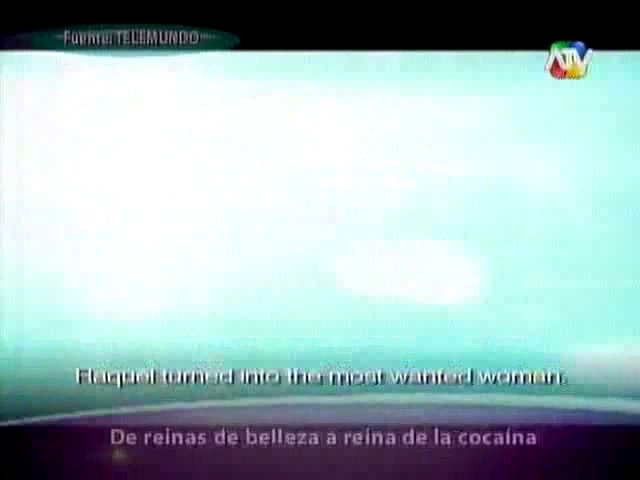 Fuente: TELEMUNDO
ATV
Raquel turned into the most wanted woman.
De reinas de belleza a reina de la cocaína